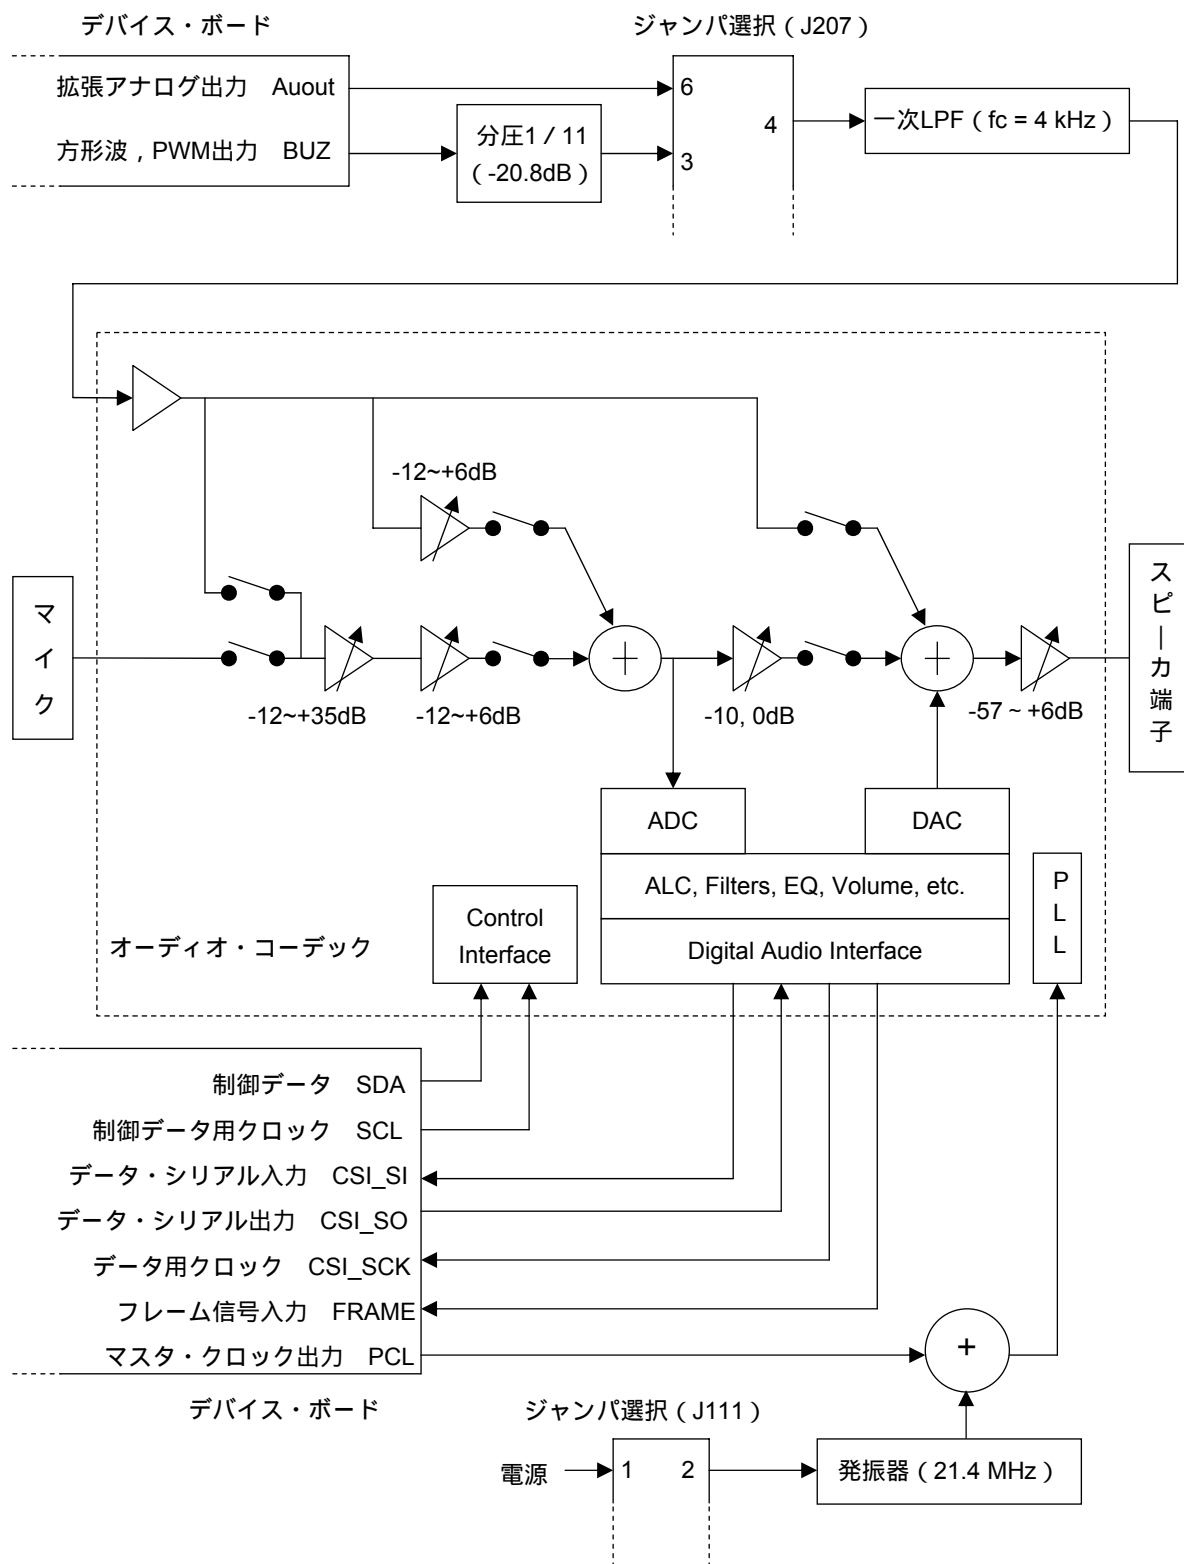 デバイス・ボード
ジャンパ選択（J207）
拡張アナログ出力 Auout
方形波，PWM出力 BUZ
分圧1／11
（-20.8dB）
6
3
4
一次LPF（fc = 4 kHz）
-12~+6dB
マイク
-12~+35dB
-12~+6dB
-10, 0dB
-57 ~ +6dB
スピーカ端子
ADC
DAC
ALC, Filters, EQ, Volume, etc.
Digital Audio Interface
Control
Interface
PLL
オーディオ・コーデック
制御データ SDA
制御データ用クロック SCL
データ・シリアル入力 CSI_SI
データ・シリアル出力 CSI_SO
データ用クロック CSI_SCK
フレーム信号入力 FRAME
マスタ・クロック出力 PCL
+
デバイス・ボード
ジャンパ選択（J111）
電源
1 2
発振器（21.4 MHz）